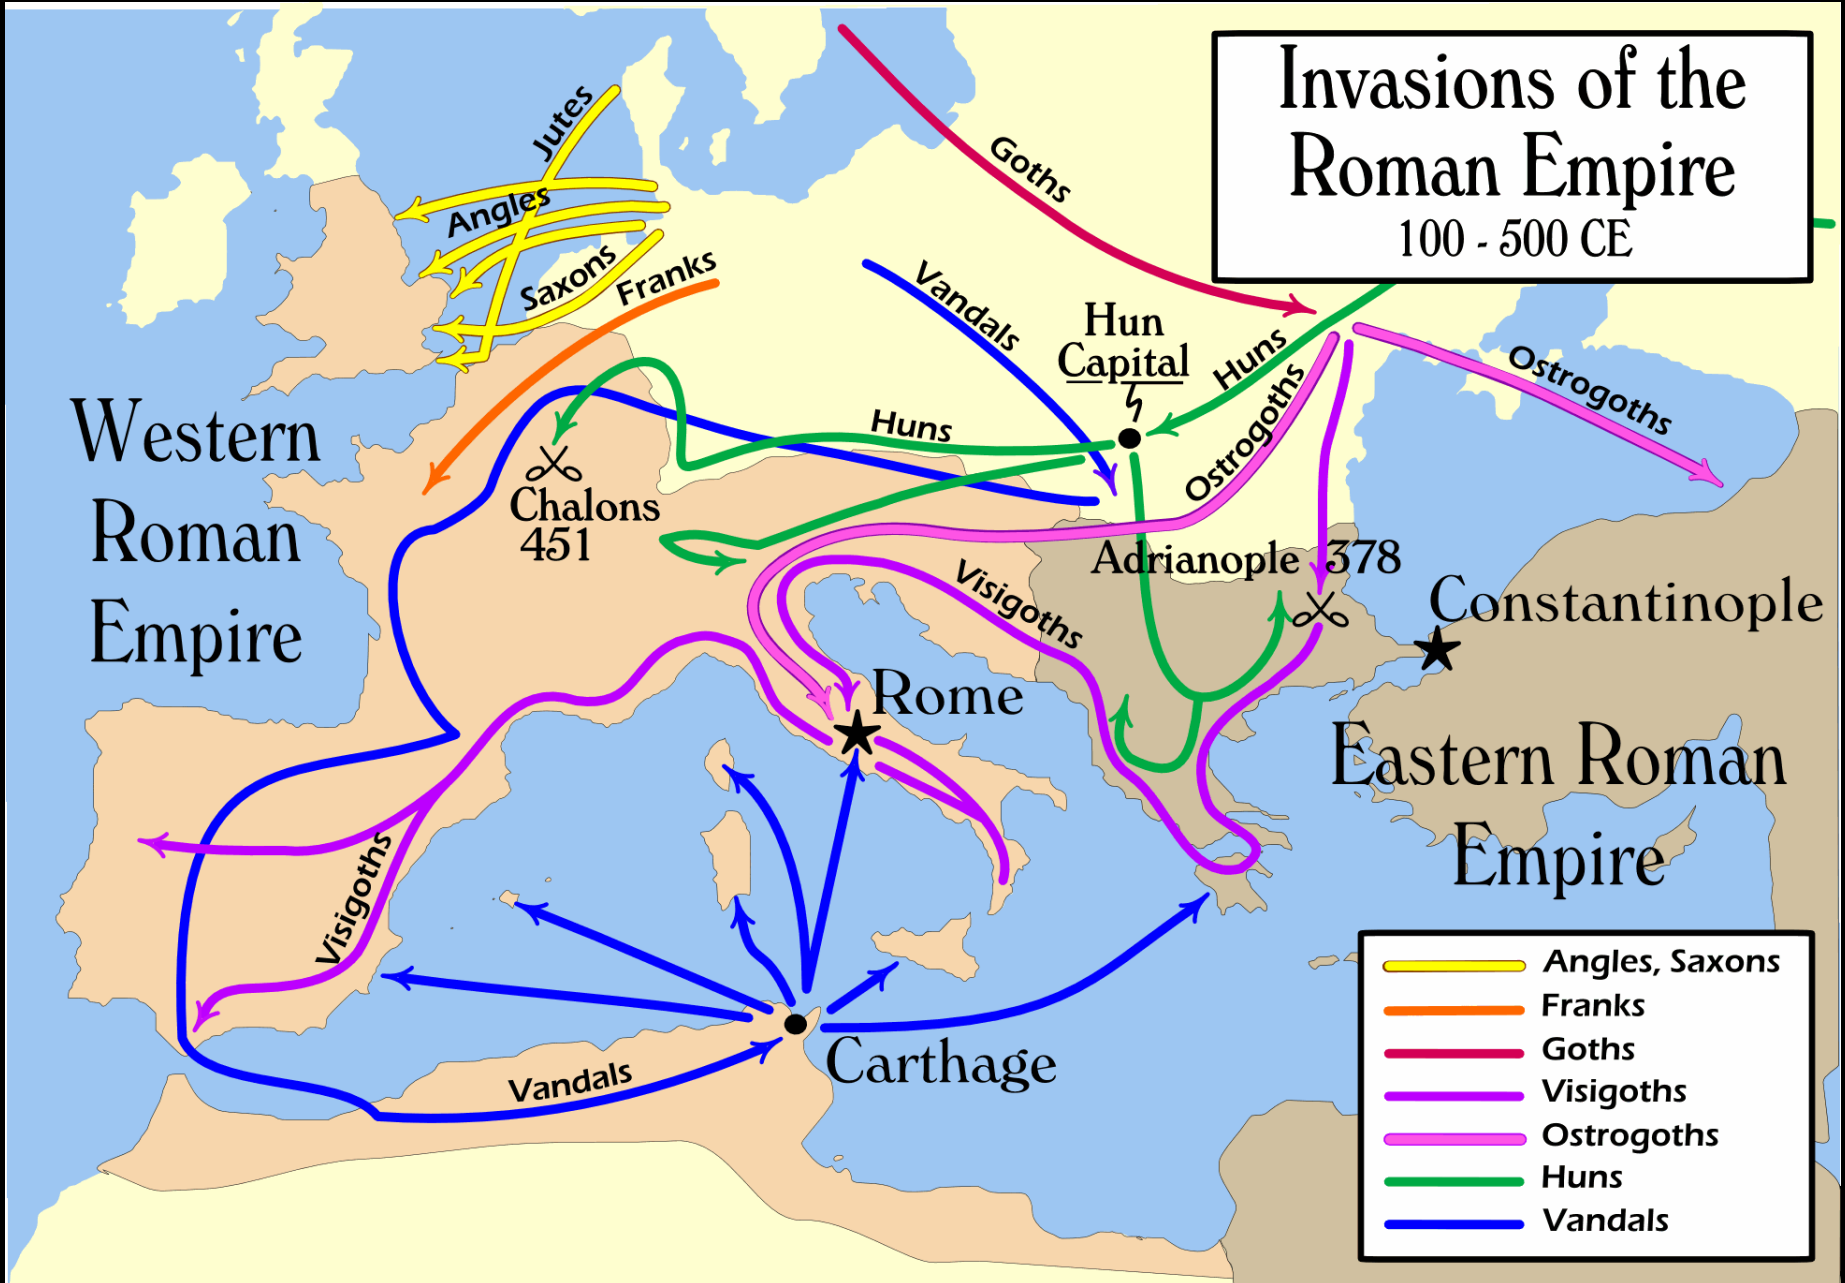 Invasions of the
Roman Empire
100 - 500 CE
Jutes
Angles
Saxons
Franks
Goths
Vandals
Hun
Capital
Huns
Ostrogoths
Ostrogoths
Huns
Western
Roman
Empire
Chalons
451
Adrianople 378
Constantinople
Visigoths
Rome
Eastern Roman
Empire
Visigoths
Carthage
Vandals
Angles, Saxons
Franks
Goths
Visigoths
Ostrogoths
Huns
Vandals